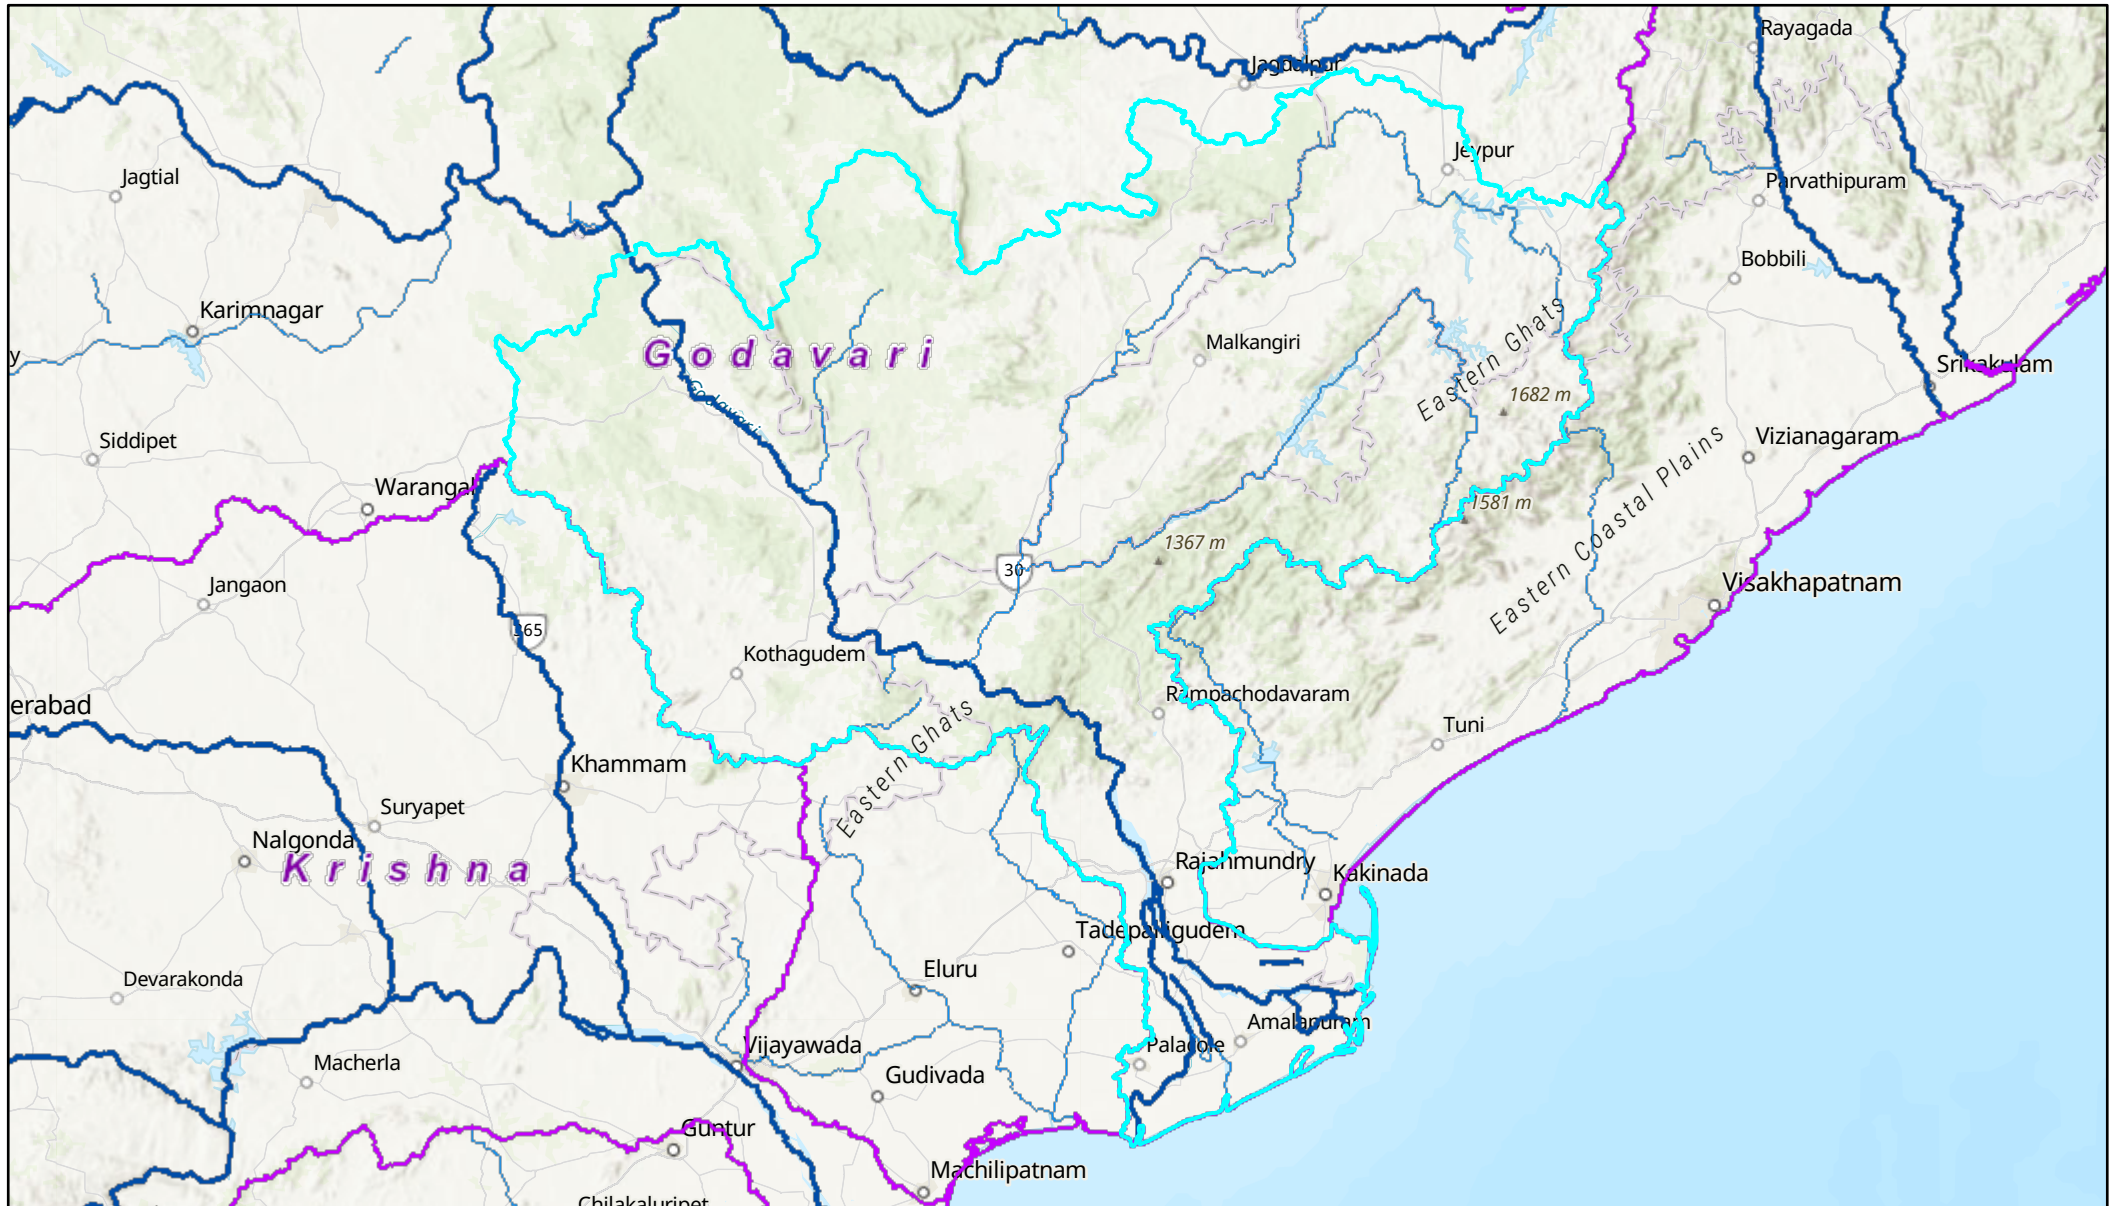 Rayagada
Jagdalpur
Jeypur
Jagtial
Parvathipuram
Bobbili
Karimnagar
Malkangiri
Godavari
y
Srikakulam
Godavari
Eastern Ghats
1682 m
Siddipet
Vizianagaram
Warangal
1581 m
Eastern Coastal Plains
1367 m
30
Jangaon
Visakhapatnam
365
Kothagudem
Rampachodavaram
erabad
Tuni
Eastern Ghats
Khammam
Suryapet
Nalgonda
Krishna
Rajahmundry
Kakinada
Tadepalligudem
Devarakonda
Eluru
Amalapuram
Vijayawada
Palacole
Macherla
Gudivada
Guntur
Machilipatnam
Chilakaluripet